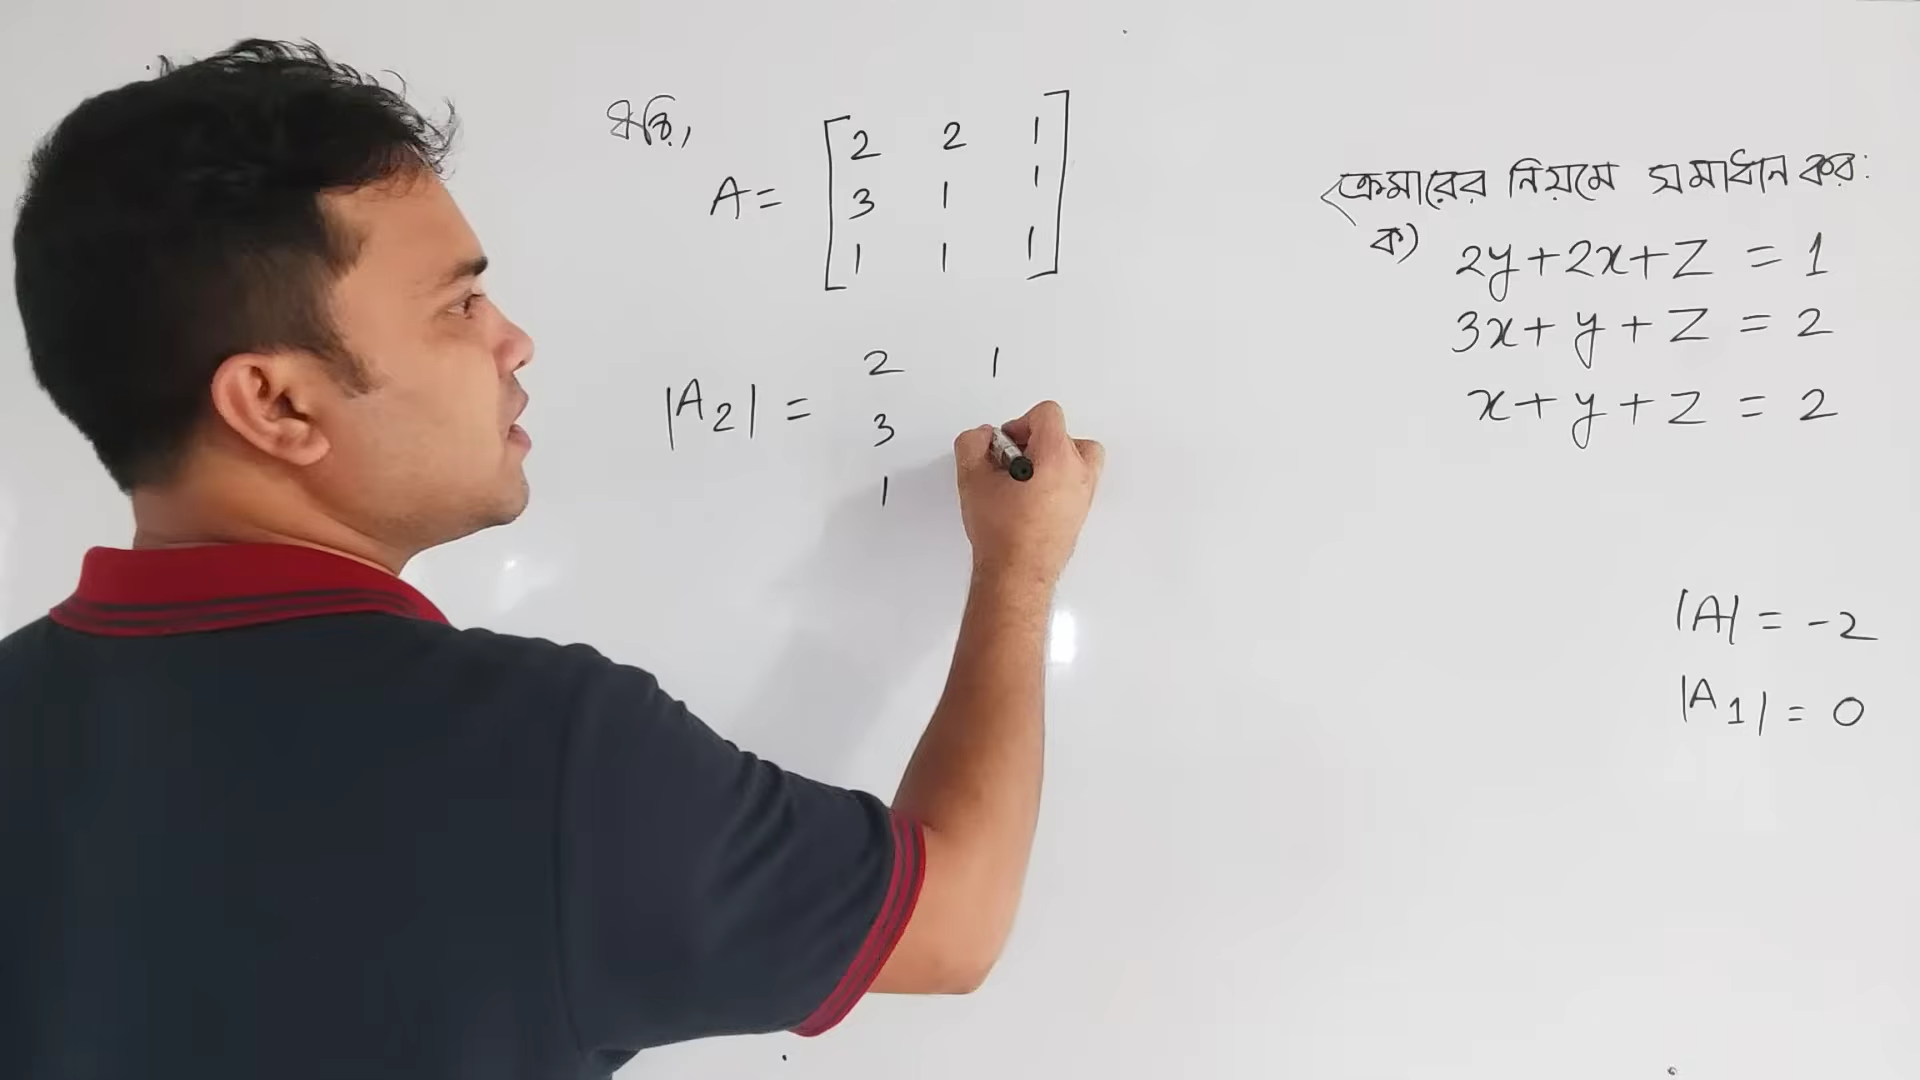 ধরি,
A = [2 2 1
3 1 1
1 1 1]
|A2| = 2 1
3
1
ক্রেমারের নিয়মে সমাধান কর:
ক) 2y+2x+z = 1
3x+y+z = 2
x+y+z = 2
|A| = -2
|A1| = 0